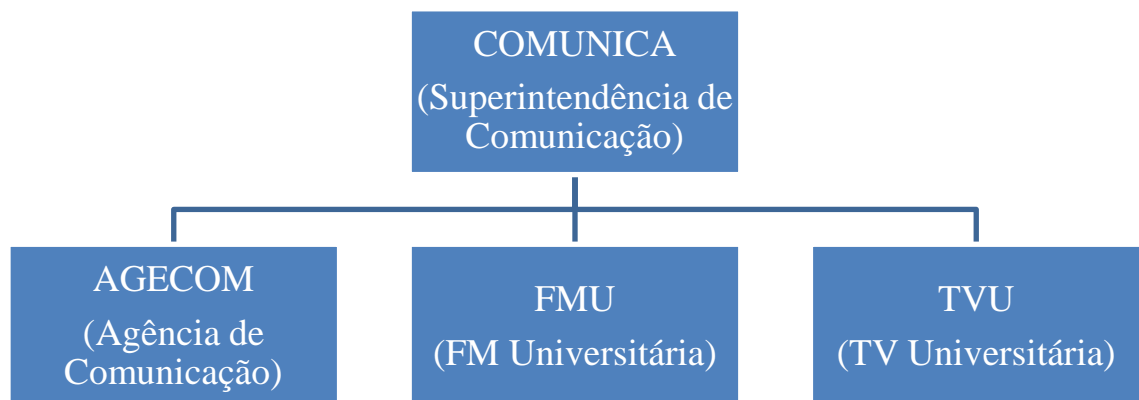 COMUNICA
(Superintendência de
Comunicação)
AGECOM
(Agência de
Comunicação)
FMU
(FM Universitária)
TVU
(TV Universitária)